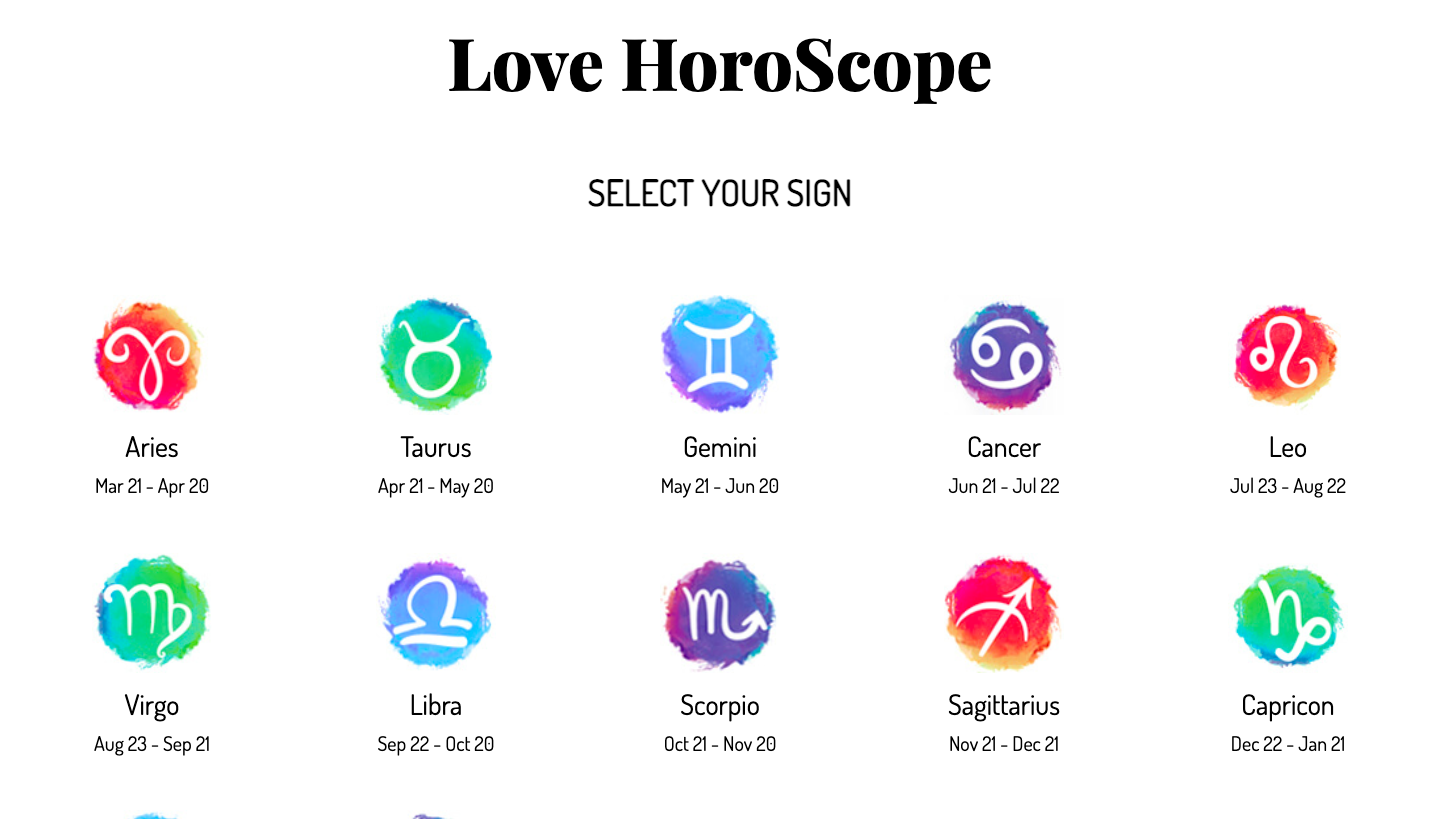 Love HoroScope
SELECT YOUR SIGN
Aries
Mar 21 - Apr 20
Taurus
Apr 21 - May 20
Gemini
May 21 - Jun 20
Cancer
Jun 21 - Jul 22
Leo
Jul 23 - Aug 22
Virgo
Aug 23 - Sep 21
Libra
Sep 22 - Oct 20
Scorpio
Oct 21 - Nov 20
Sagittarius
Nov 21 - Dec 21
Capricon
Dec 22 - Jan 21